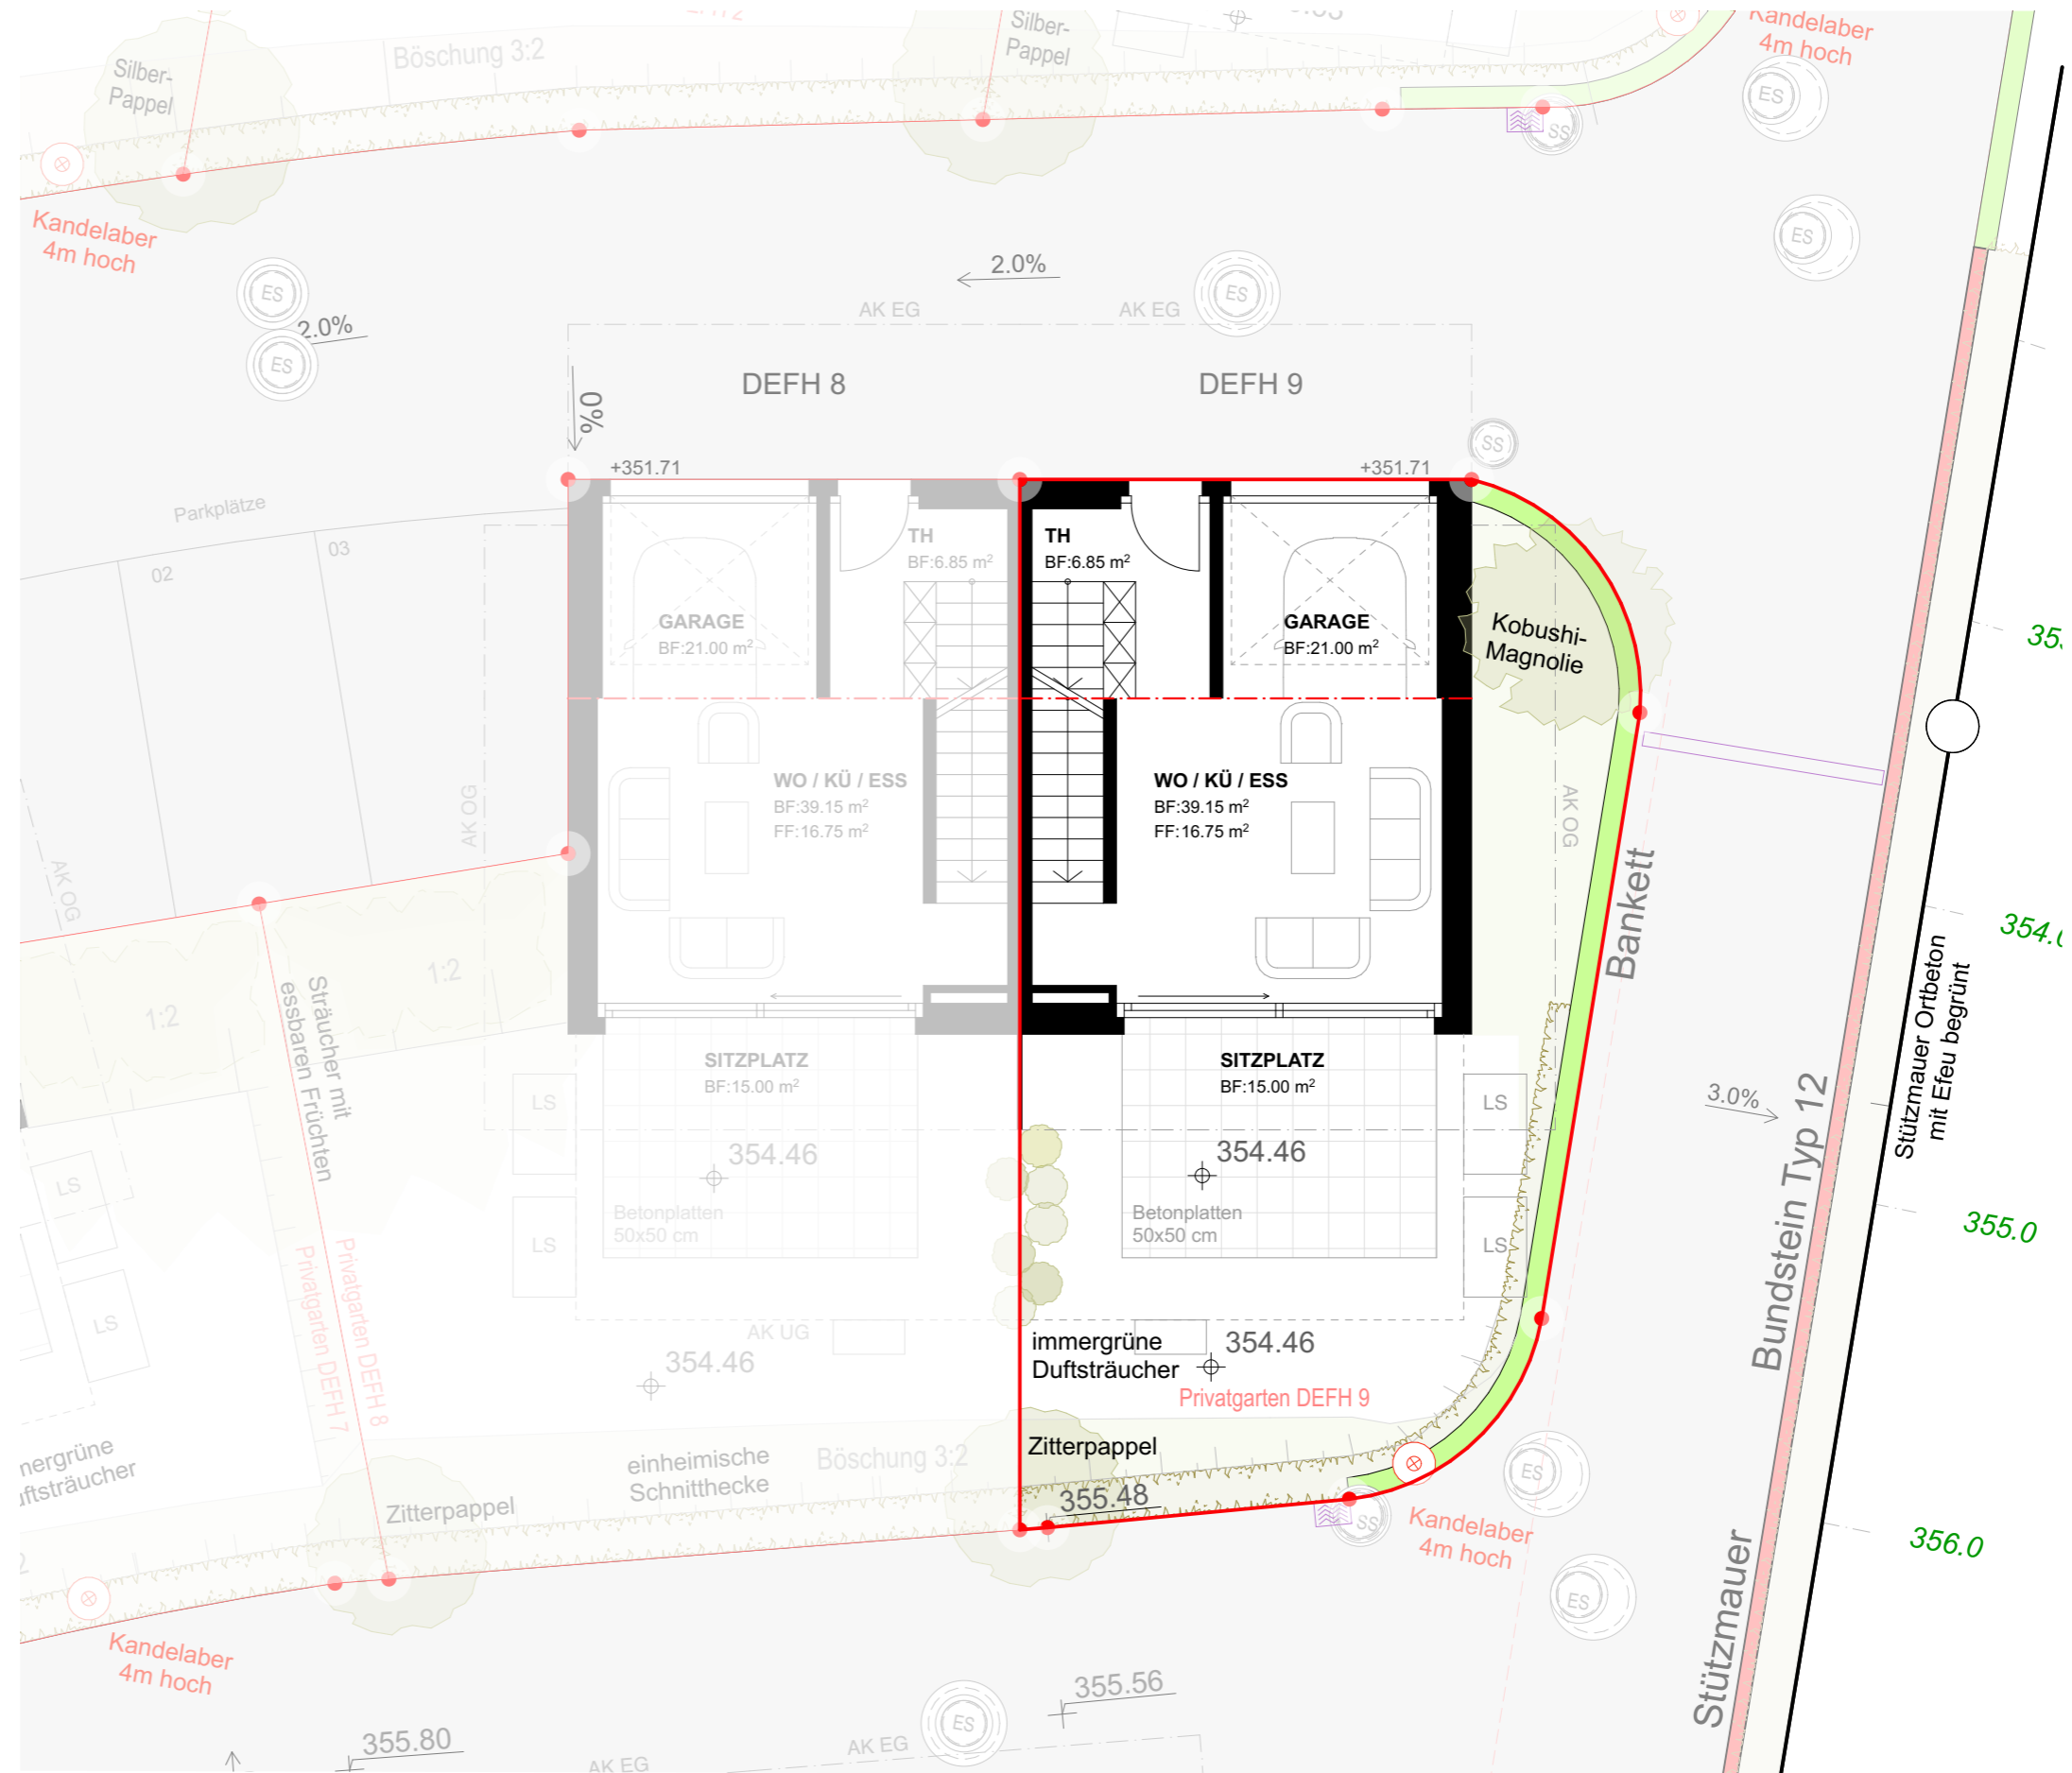 Silber-
Pappel
Böschung 3:2
Silber-
Pappel
Kandelaber
4m hoch
ES
SS
Kandelaber
4m hoch
ES
2.0%
ES
2.0%
ES
ES
AK EG
AK EG
DEFH 8
DEFH 9
0%
SS
+351.71
+351.71
Parkplätze
02
03
TH
BF:6.85 m²
TH
BF:6.85 m²
GARAGE
BF:21.00 m²
GARAGE
BF:21.00 m²
Kobushi-
Magnolie
WO / KÜ / ESS
BF:39.15 m²
FF:16.75 m²
WO / KÜ / ESS
BF:39.15 m²
FF:16.75 m²
AK OG
AK OG
AK OG
Bankett
1:2
1:2
Sträucher mit
essbaren Früchten
Stützmauer Ortbeton
mit Efeu begrünt
SITZPLATZ
BF:15.00 m²
SITZPLATZ
BF:15.00 m²
LS
LS
3.0%
Bundstein Typ 12
354.46
354.46
LS
Betonplatten
50x50 cm
Betonplatten
50x50 cm
355.0
LS
LS
LS
Privatgarten DEFH 7
Privatgarten DEFH 8
AK UG
354.46
immergrüne
Duftsträucher
354.46
Privatgarten DEFH 9
einheimische
Schnitthecke
Böschung 3:2
Zitterpappel
Zitterpappel
355.48
SS
ES
Kandelaber
4m hoch
356.0
ES
Stützmauer
Kandelaber
4m hoch
355.56
ES
355.80
AK EG
AK EG